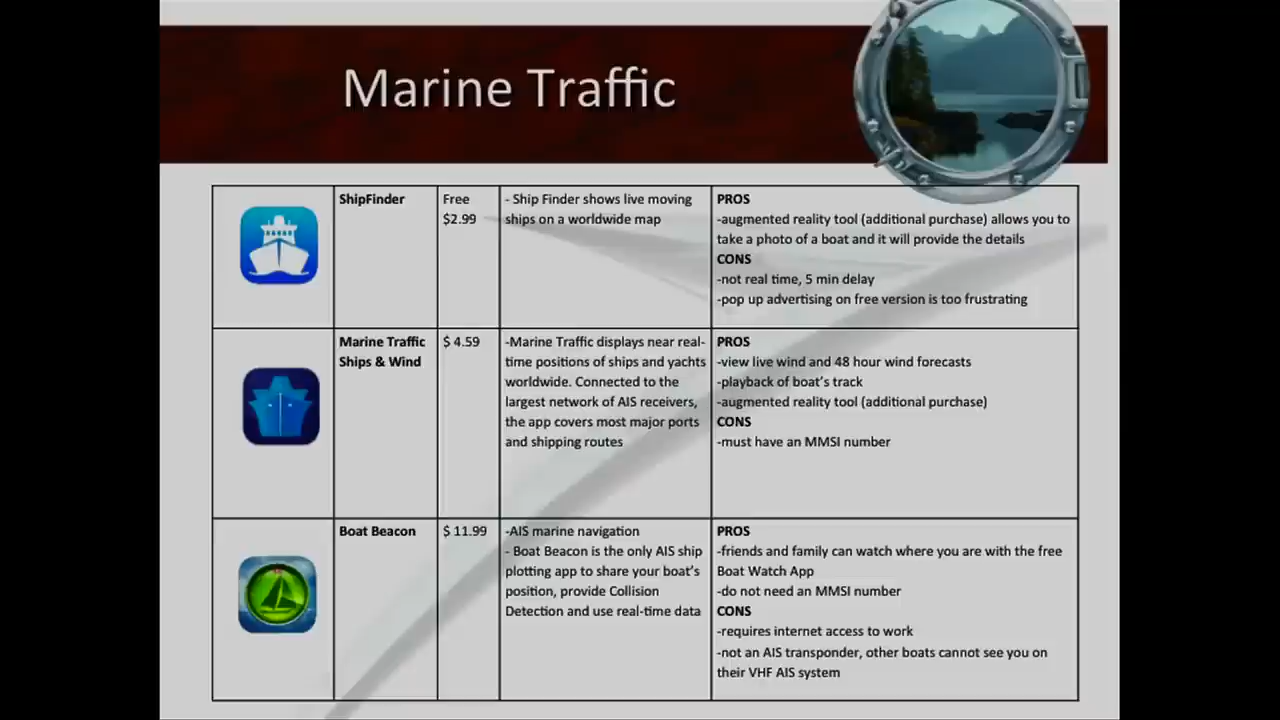 Marine Traffic
ShipFinder
Free
$2.99
- Ship Finder shows live moving
ships on a worldwide map
PROS
-augmented reality tool (additional purchase) allows you to
take a photo of a boat and it will provide the details
CONS
-not real time, 5 min delay
-pop up advertising on free version is too frustrating
Marine Traffic
Ships & Wind
$ 4.59
-Marine Traffic displays near real-
time positions of ships and yachts
worldwide. Connected to the
largest network of AIS receivers,
the app covers most major ports
and shipping routes
PROS
-view live wind and 48 hour wind forecasts
-playback of boat's track
-augmented reality tool (additional purchase)
CONS
-must have an MMSI number
Boat Beacon
$ 11.99
-AIS marine navigation
- Boat Beacon is the only AIS ship
plotting app to share your boat's
position, provide Collision
Detection and use real-time data
PROS
-friends and family can watch where you are with the free
Boat Watch App
-do not need an MMSI number
CONS
-requires internet access to work
-not an AIS transponder, other boats cannot see you on
their VHF AIS system